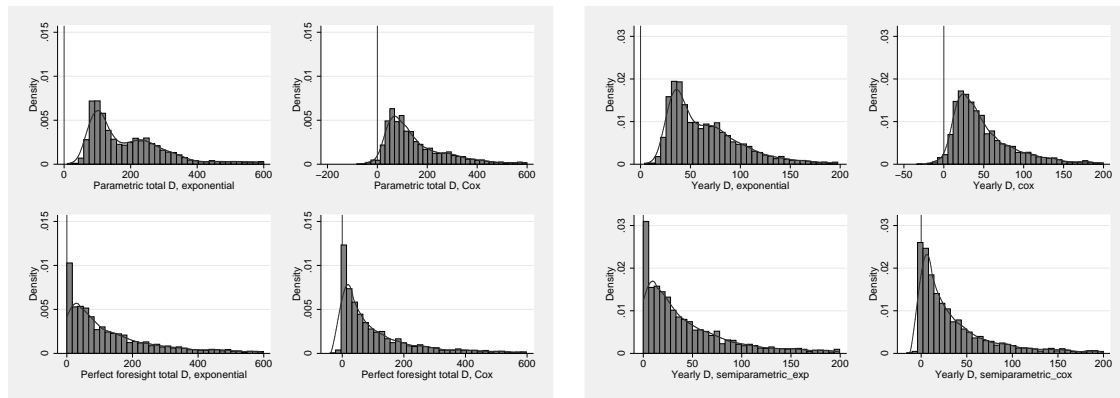 .015
.01
.005
0
Density
0 200 400 600
Parametric total D, exponential
.015
.01
.005
0
Density
−200 0 200 400 600
Parametric total D, Cox
.015
.01
.005
0
Density
0 200 400 600
Perfect foresight total D, exponential
.015
.01
.005
0
Density
0 200 400 600
Perfect foresight total D, Cox
.03
.02
.01
0
Density
0 50 100 150 200
Yearly D, exponential
.03
.02
.01
0
Density
−50 0 50 100 150 200
Yearly D, cox
.03
.02
.01
0
Density
0 50 100 150 200
Yearly D, semiparametric_exp
.03
.02
.01
0
Density
0 50 100 150 200
Yearly D, semiparametric_cox